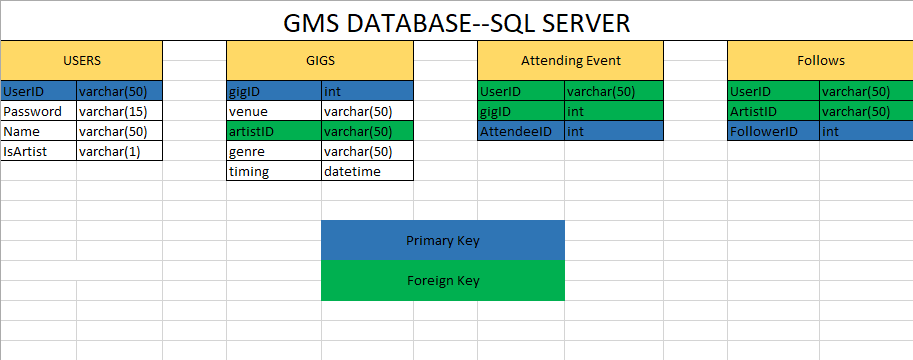 GMS DATABASE--SQL SERVER
USERS GIGS Attending Event Follows
UserID varchar(50) gigID int UserID varchar(50) UserID varchar(50)
Password varchar(15) venue varchar(50) gigID int ArtistID varchar(50)
Name varchar(50) artistID varchar(50) AttendeeID int FollowerID int
IsArtist varchar(1) genre varchar(50)
timing datetime
Primary Key
Foreign Key